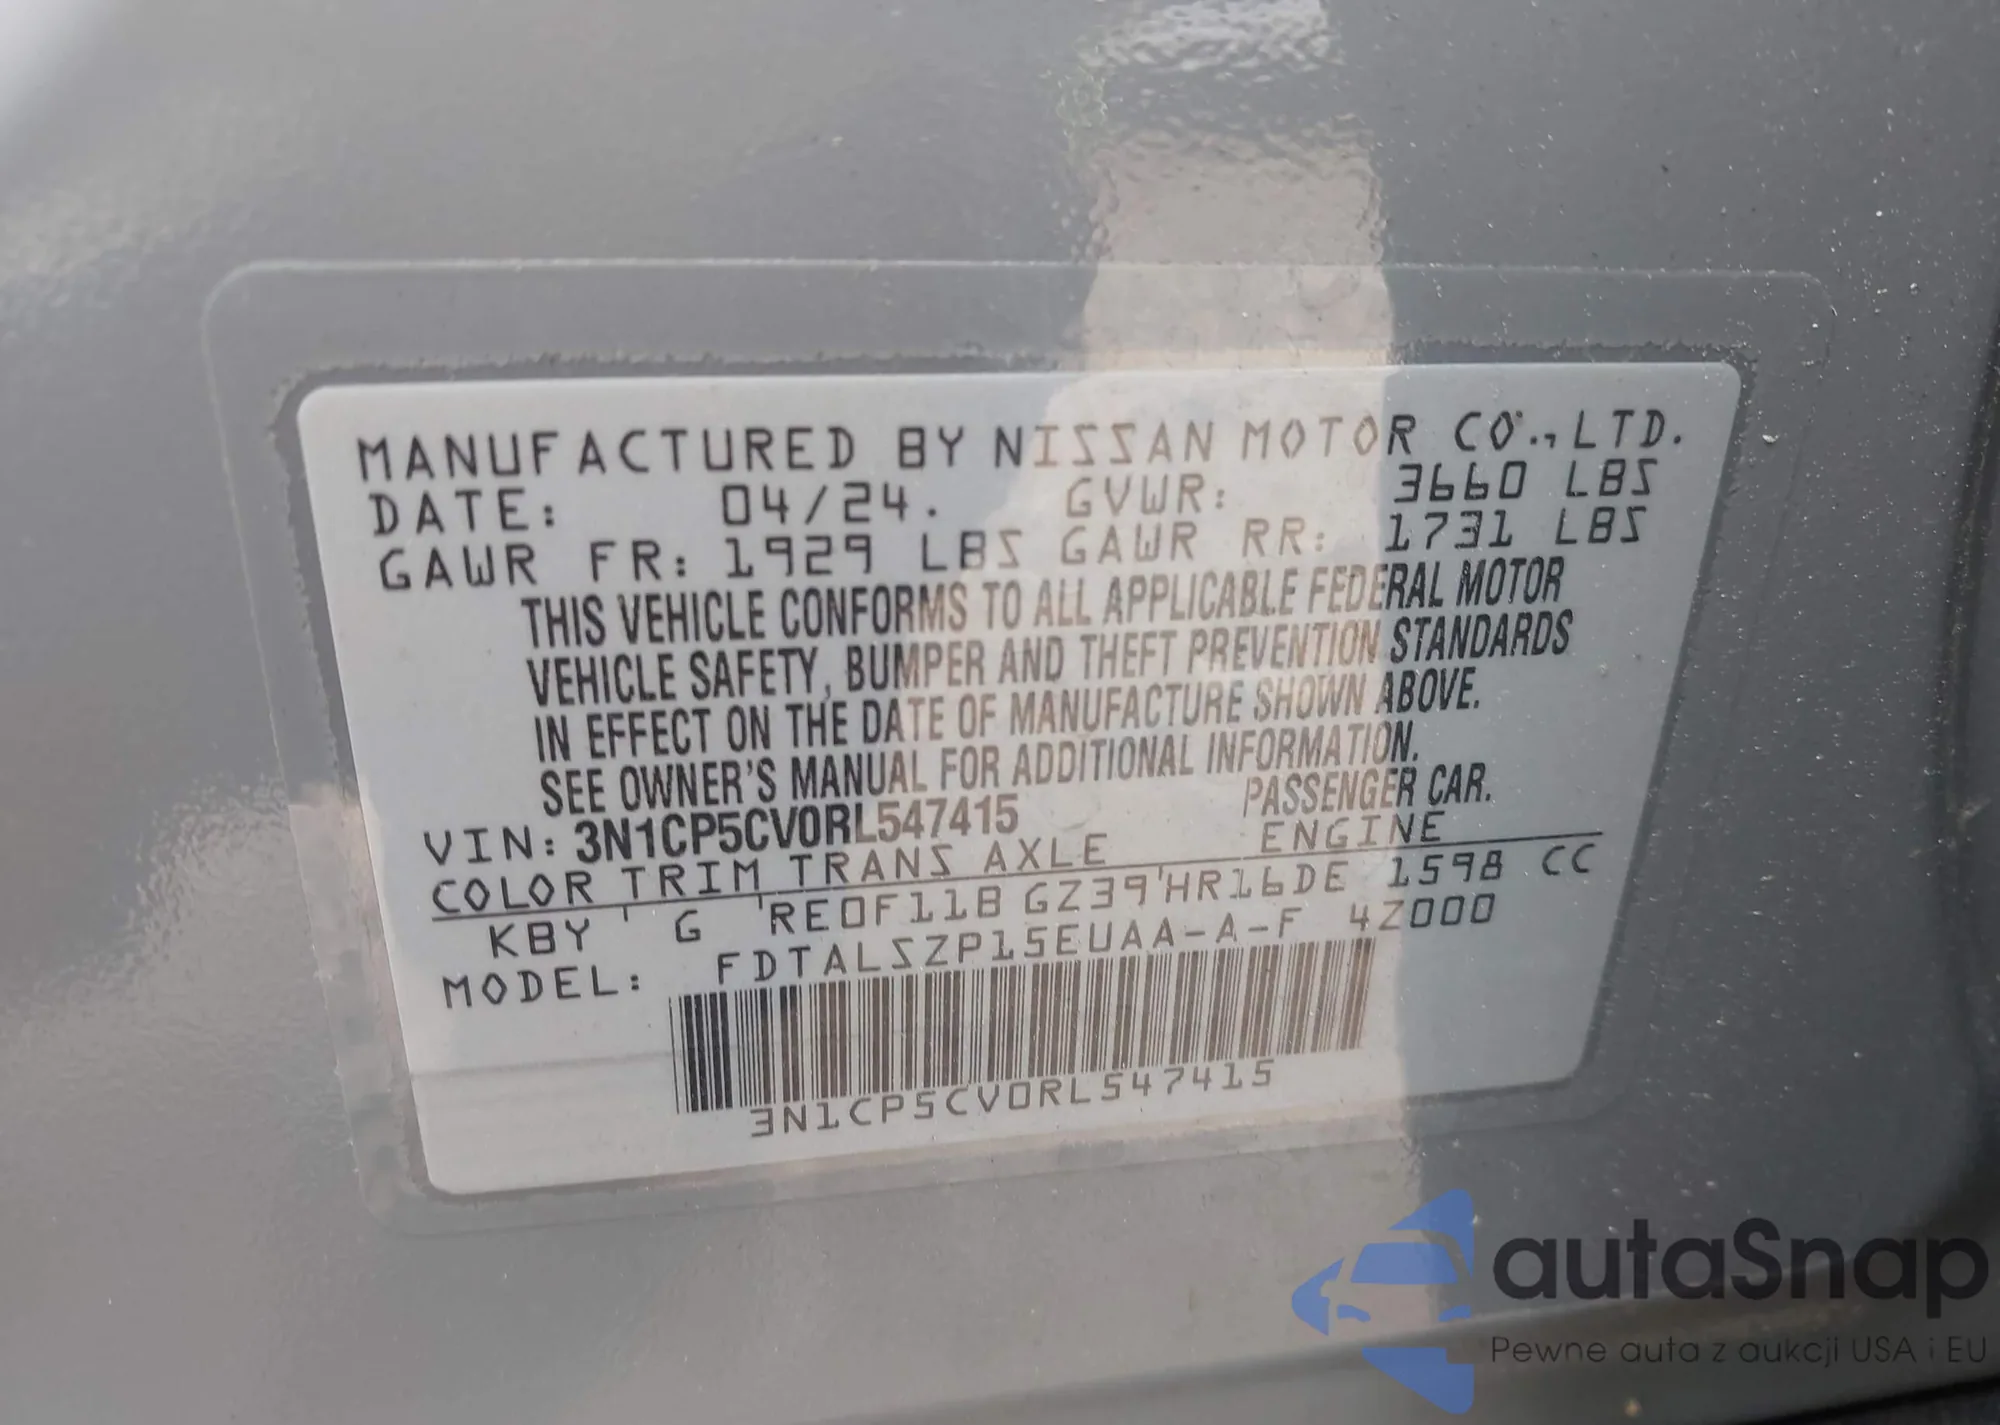 MANUFACTURED BY NISSAN MOTOR CO., LTD.
DATE: 04/24. GVWR: 3660 LBS
GAWR FR: 1929 LBS GAWR RR: 1731 LBS
THIS VEHICLE CONFORMS TO ALL APPLICABLE FEDERAL MOTOR
VEHICLE SAFETY, BUMPER AND THEFT PREVENTION STANDARDS
IN EFFECT ON THE DATE OF MANUFACTURE SHOWN ABOVE.
SEE OWNER'S MANUAL FOR ADDITIONAL INFORMATION.
VIN: 3N1CP5CV0RL547415 PASSENGER CAR.
COLOR TRIM TRANS AXLE ENGINE
KBY ' G 'RE0F11B GZ39'HR16DE 1598 CC
MODEL: FDTALSZP15EUAA-A-F 4Z000
3N1CP5CV0RL547415
autaSnap
Pewne auta z aukcji USA i EU